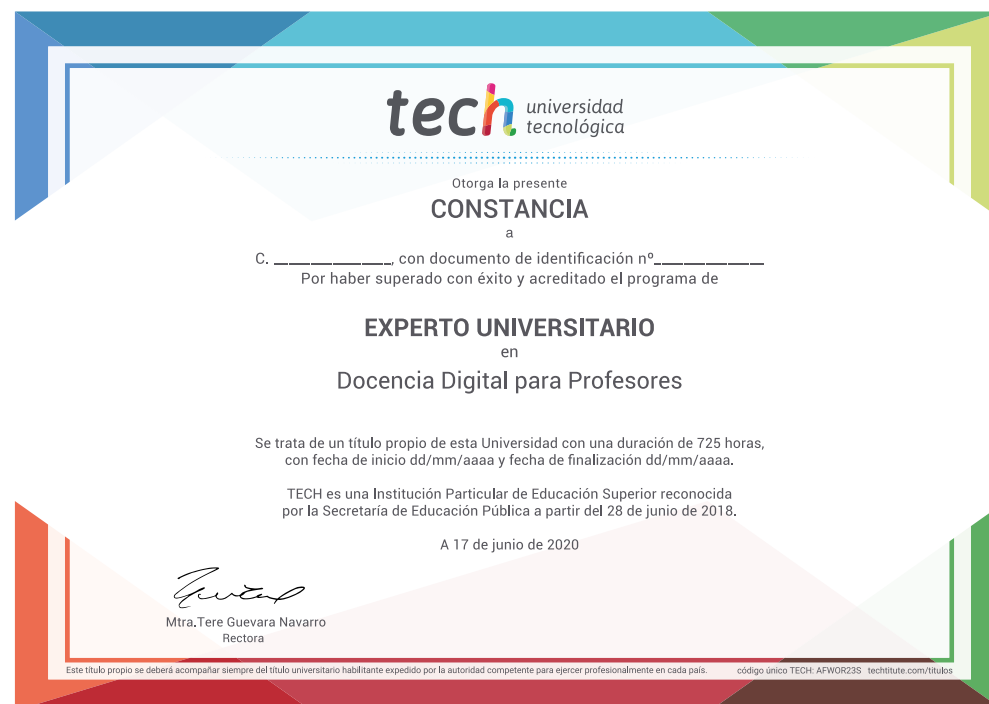 tech universidad
tecnológica
Otorga la presente
CONSTANCIA
a
C. ________________, con documento de identificación nº_______________
Por haber superado con éxito y acreditado el programa de
EXPERTO UNIVERSITARIO
en
Docencia Digital para Profesores
Se trata de un título propio de esta Universidad con una duración de 725 horas,
con fecha de inicio dd/mm/aaaa y fecha de finalización dd/mm/aaaa.
TECH es una Institución Particular de Educación Superior reconocida
por la Secretaría de Educación Pública a partir del 28 de junio de 2018.
A 17 de junio de 2020
Mtra.Tere Guevara Navarro
Rectora
Este título propio se deberá acompañar siempre del título universitario habilitante expedido por la autoridad competente para ejercer profesionalmente en cada país. código único TECH: AFWOR23S techtitute.com/titulos